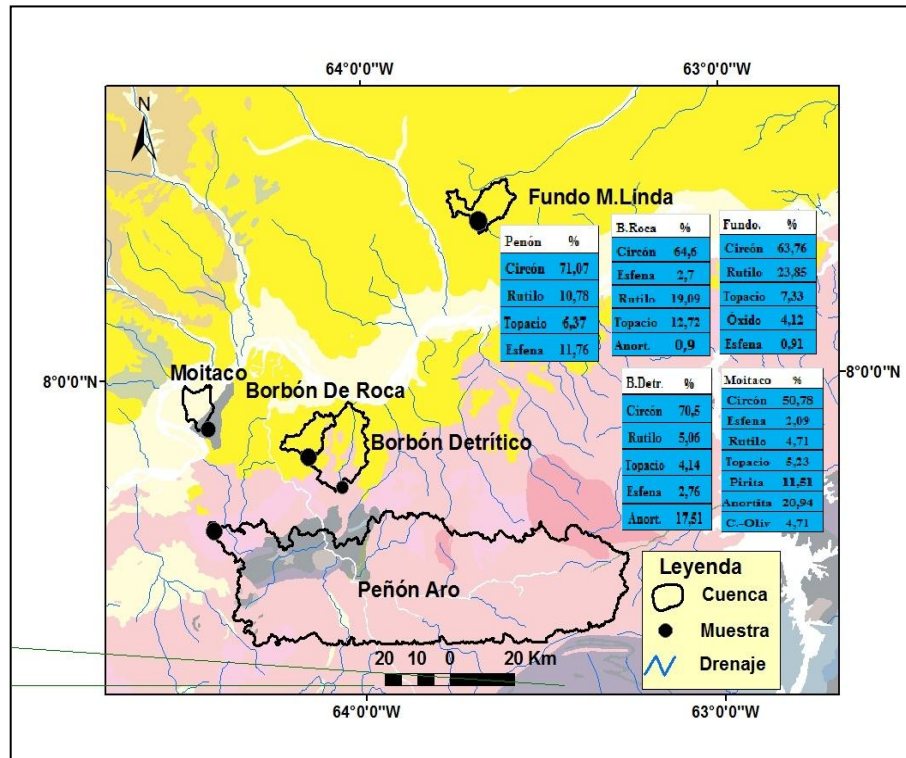 64°0'0"W 63°0'0"W
N
Fundo M.Linda
Penón %
Circón 71,07
Rutilo 10,78
Topacio 6,37
Esfena 11,76
B.Roca %
Circón 64,6
Esfena 2,7
Rutilo 19,09
Topacio 12,72
Anort. 0,9
Fundo. %
Circón 63,76
Rutilo 23,85
Topacio 7,33
Óxido 4,12
Esfena 0,91
8°0'0"N 8°0'0"N
Moitaco
Borbón De Roca
Borbón Detrítico
B.Detr. %
Circón 70,5
Rutilo 5,06
Topacio 4,14
Esfena 2,76
Anort. 17,51
Moitaco %
Circón 50,78
Esfena 2,09
Rutilo 4,71
Topacio 5,23
Pirita 11,51
Anortita 20,94
C.-Oliv 4,71
Peñón Aro
Leyenda
Cuenca
Muestra
Drenaje
20 10 0 20 Km
64°0'0"W 63°0'0"W